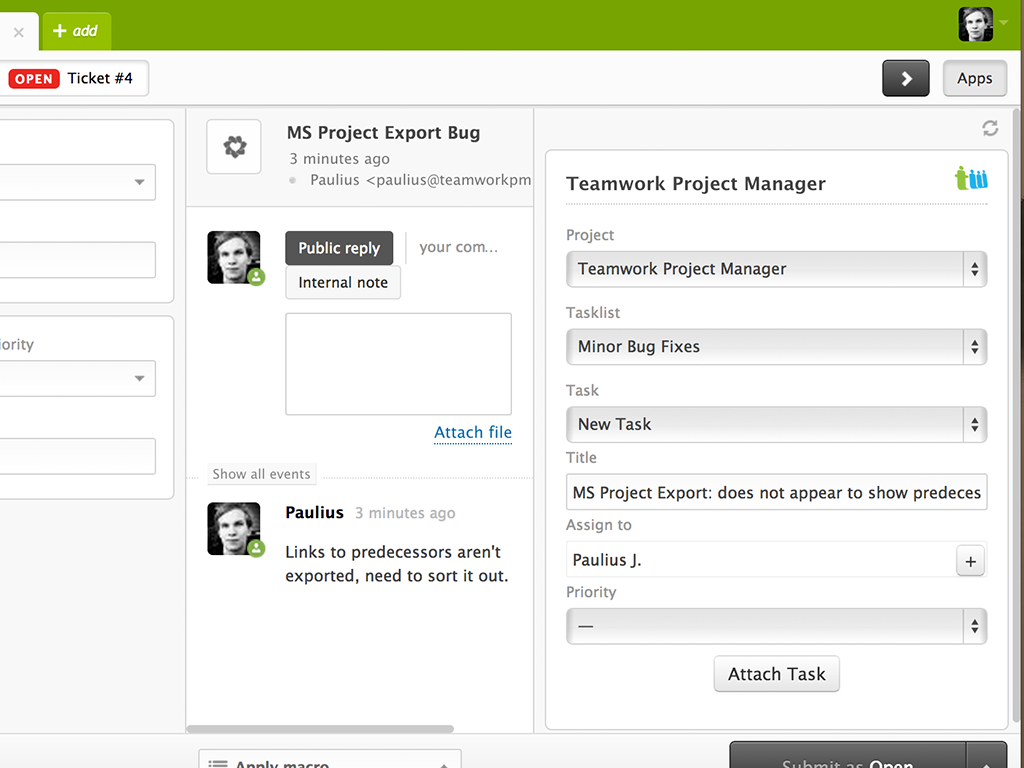 + add
OPEN Ticket #4
Apps
iority
MS Project Export Bug
3 minutes ago
Paulius <paulius@teamworkpm
Public reply
your com...
Internal note
Attach file
Show all events
Paulius 3 minutes ago
Links to predecessors aren't
exported, need to sort it out.
Apply macro
Teamwork Project Manager
Project
Teamwork Project Manager
Tasklist
Minor Bug Fixes
Task
New Task
Title
MS Project Export: does not appear to show predeces
Assign to
Paulius J.
+
Priority
—
Attach Task
Submit as Open